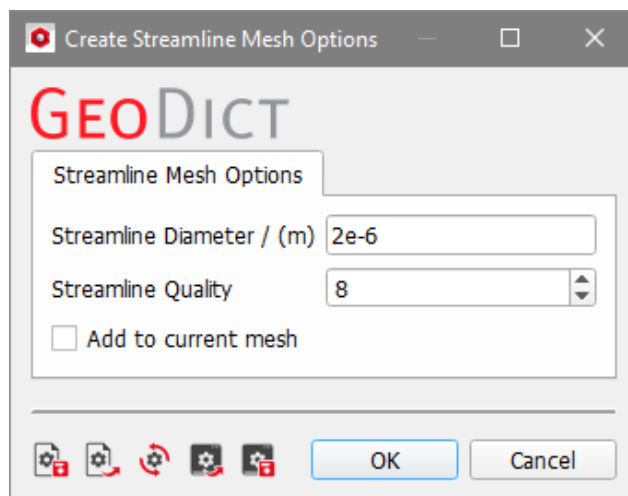 Create Streamline Mesh Options
GEODICT
Streamline Mesh Options
Streamline Diameter / (m) 2e-6
Streamline Quality 8
Add to current mesh
OK Cancel